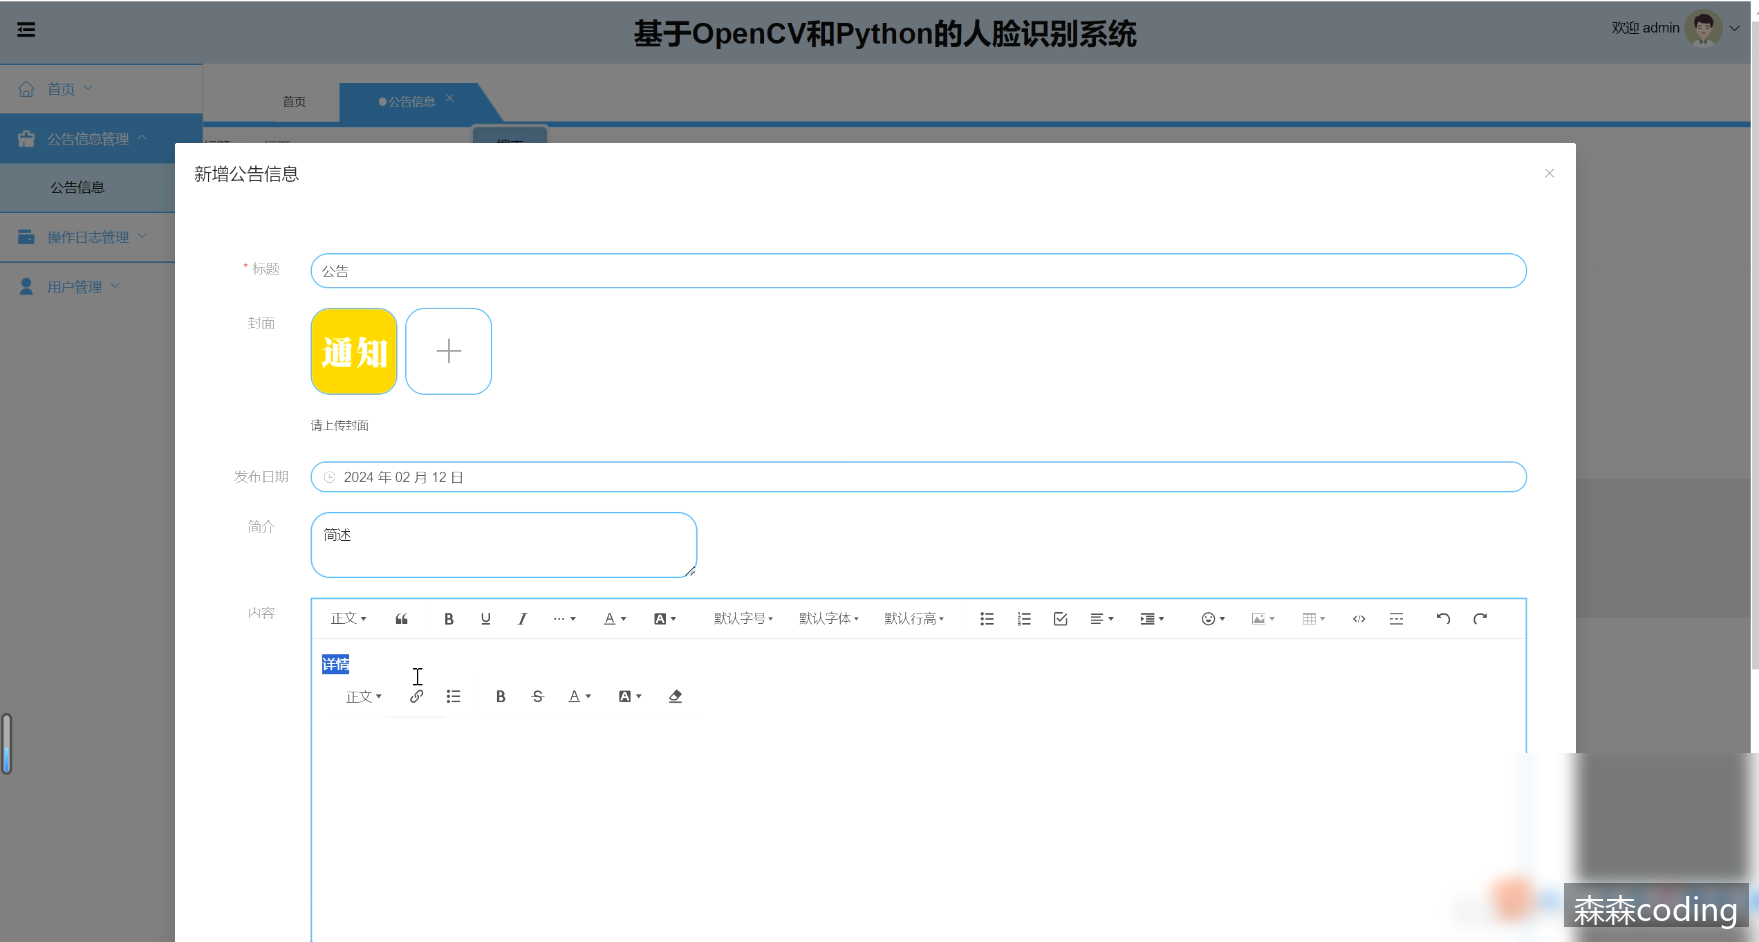 基于OpenCV和Python的人脸识别系统
欢迎 admin
首页
首页
公告信息
公告信息管理
公告信息
操作日志管理
用户管理
新增公告信息
* 标题
公告
封面
通知
请上传封面
发布日期
2024 年 02 月 12 日
简介
简述
内容
正文
默认字号
默认字体
默认行高
详情
正文
森森coding